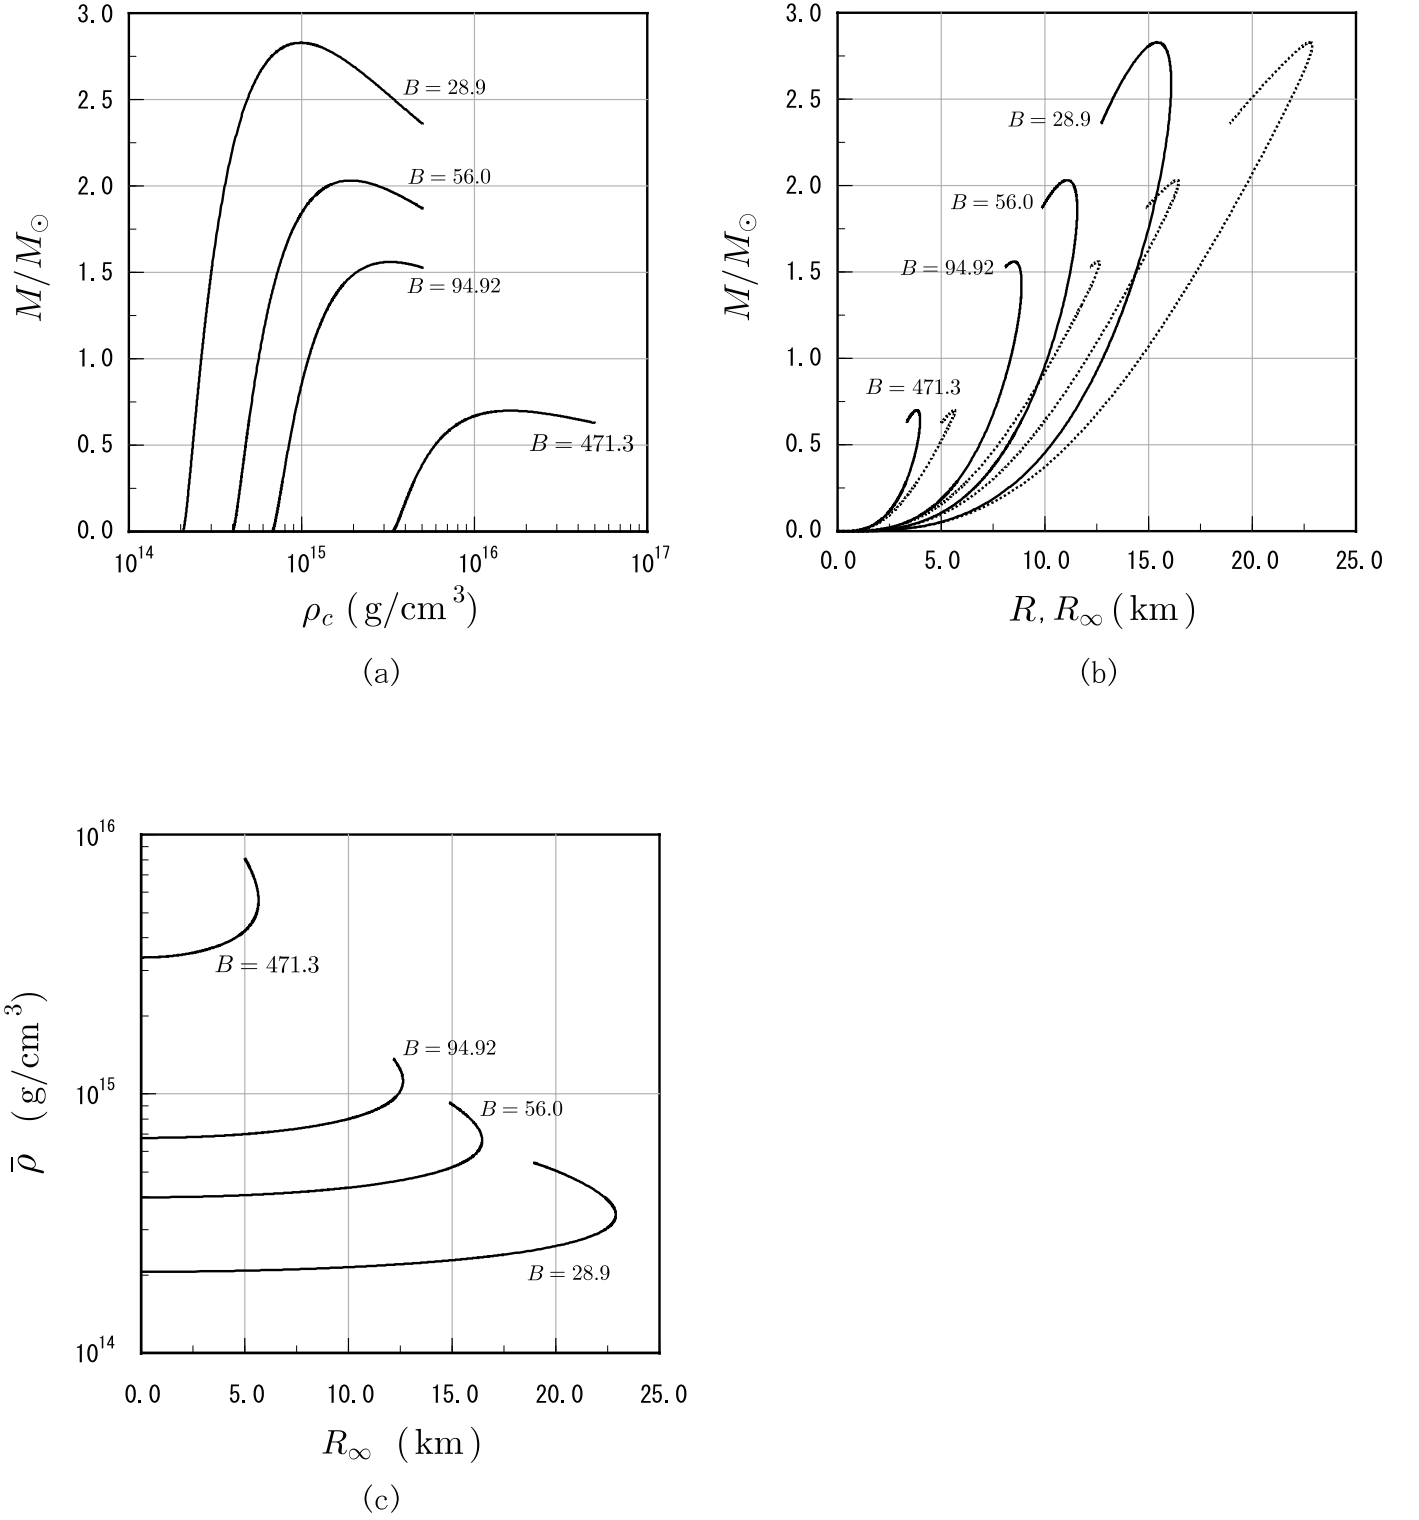 3.0
2.5
2.0
1.5
1.0
0.5
0.0
M/M⊙
B = 28.9
B = 56.0
B = 94.92
B = 471.3
10^14
10^15
10^16
10^17
ρ_c (g/cm^3)
(a)
3.0
2.5
2.0
1.5
1.0
0.5
0.0
M/M⊙
B = 28.9
B = 56.0
B = 94.92
B = 471.3
0.0
5.0
10.0
15.0
20.0
25.0
R, R_∞ (km)
(b)
10^16
10^15
10^14
ρ̄ (g/cm^3)
B = 471.3
B = 94.92
B = 56.0
B = 28.9
0.0
5.0
10.0
15.0
20.0
25.0
R_∞ (km)
(c)